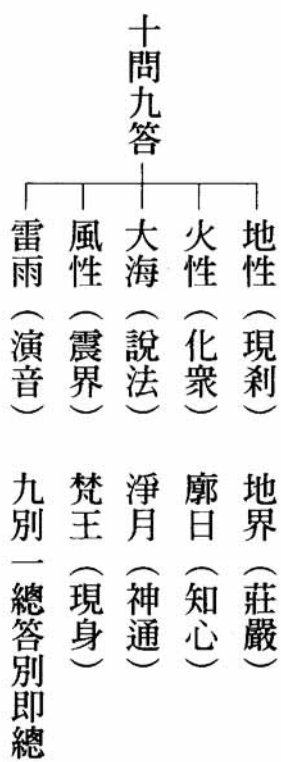 十問九答
地性（現刹）　地界（莊嚴）
火性（化衆）　廓日（知心）
大海（說法）　淨月（神通）
風性（震界）　梵王（現身）
雷雨（演音）　九別一總答別即總